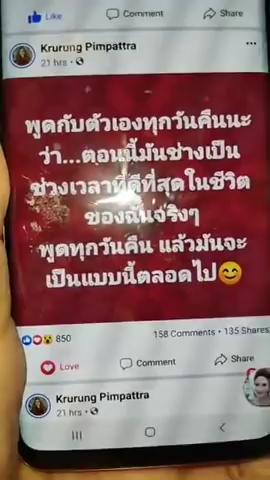 Like Comment Share
Krurung Pimpattra
21 hrs
พูดกับตัวเองทุกวันคืนนะ
ว่า...ตอนนี้มันช่างเป็น
ช่วงเวลาที่ดีที่สุดในชีวิต
ของฉันจริงๆ
พูดทุกวันคืน แล้วมันจะ
เป็นแบบนี้ตลอดไป😊
850 158 Comments • 135 Shares
Love Comment Share
Krurung Pimpattra
21 hrs